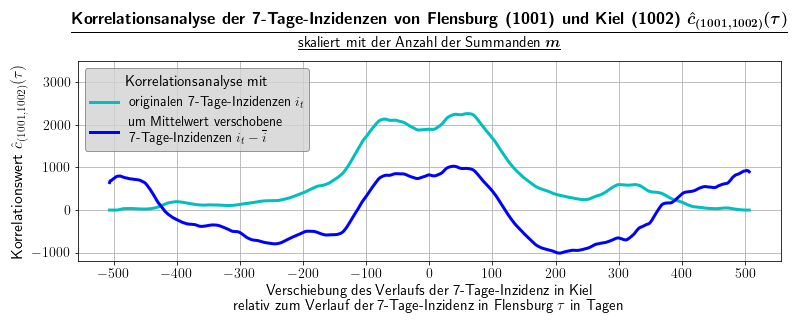 Korrelationsanalyse der 7-Tage-Inzidenzen von Flensburg (1001) und Kiel (1002) ĉ(1001,1002)(τ)
skaliert mit der Anzahl der Summanden m
Korrelationswert ĉ(1001,1002)(τ)
3000
2000
1000
0
−1000
Korrelationsanalyse mit
originalen 7-Tage-Inzidenzen iₜ
um Mittelwert verschobene
7-Tage-Inzidenzen iₜ − i̅
−500 −400 −300 −200 −100 0 100 200 300 400 500
Verschiebung des Verlaufs der 7-Tage-Inzidenz in Kiel
relativ zum Verlauf der 7-Tage-Inzidenz in Flensburg τ in Tagen